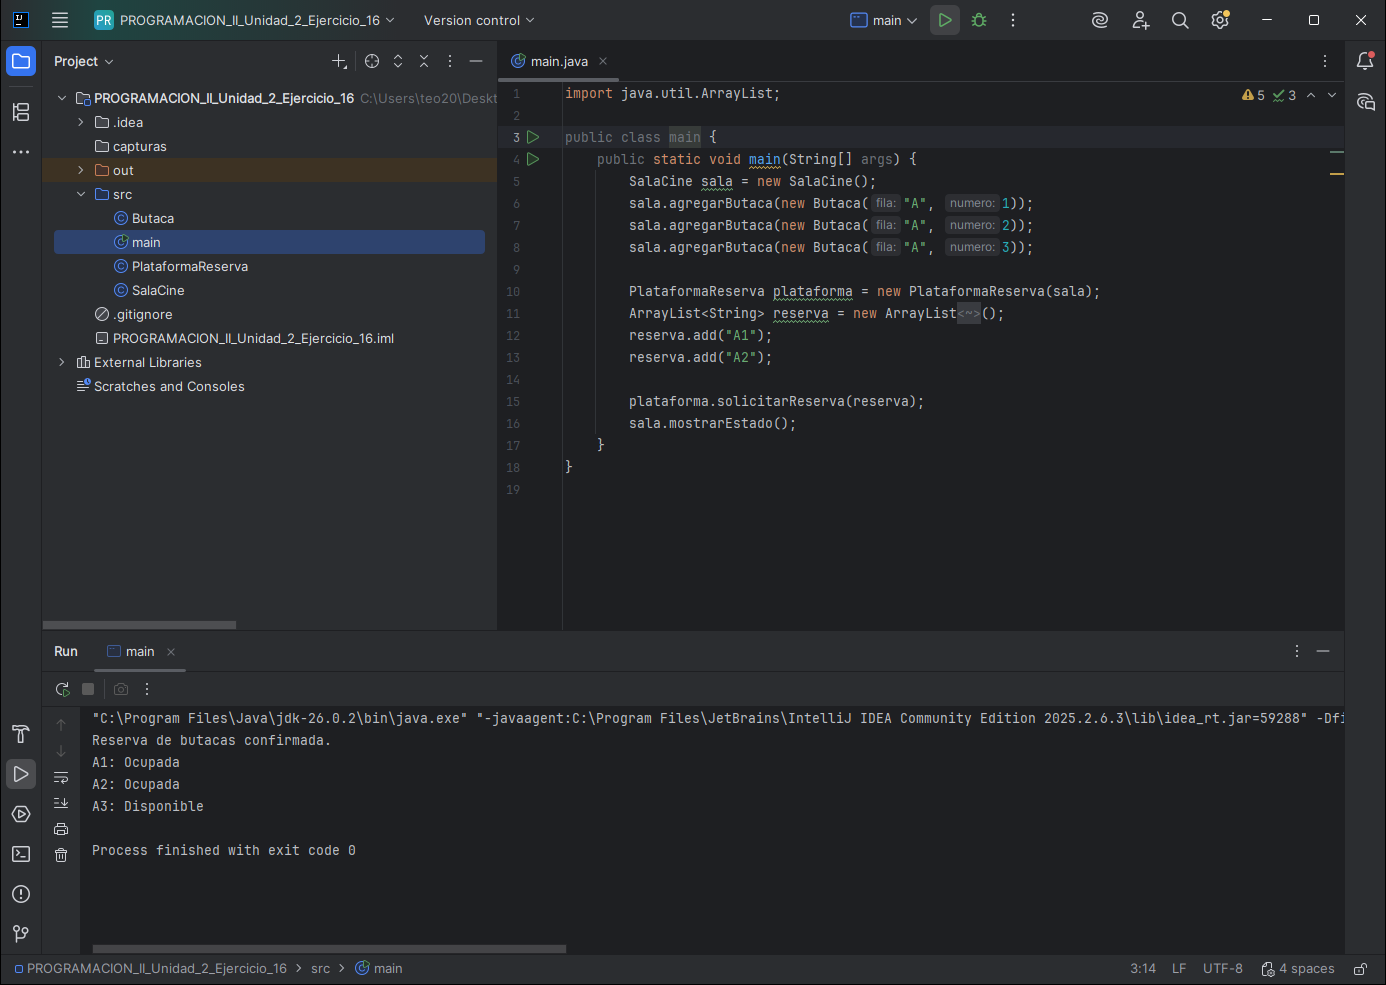 PR PROGRAMACION_II_Unidad_2_Ejercicio_16 Version control main
Project
PROGRAMACION_II_Unidad_2_Ejercicio_16 C:\Users\teo20\Deskt
.idea
capturas
out
src
Butaca
main
PlataformaReserva
SalaCine
.gitignore
PROGRAMACION_II_Unidad_2_Ejercicio_16.iml
External Libraries
Scratches and Consoles
main.java
5 3
1 import java.util.ArrayList;
2
3 public class main {
4 public static void main(String[] args) {
5 SalaCine sala = new SalaCine();
6 sala.agregarButaca(new Butaca( fila: "A", numero: 1));
7 sala.agregarButaca(new Butaca( fila: "A", numero: 2));
8 sala.agregarButaca(new Butaca( fila: "A", numero: 3));
9
10 PlataformaReserva plataforma = new PlataformaReserva(sala);
11 ArrayList<String> reserva = new ArrayList<~>();
12 reserva.add("A1");
13 reserva.add("A2");
14
15 plataforma.solicitarReserva(reserva);
16 sala.mostrarEstado();
17 }
18 }
19
Run main
"C:\Program Files\Java\jdk-26.0.2\bin\java.exe" "-javaagent:C:\Program Files\JetBrains\IntelliJ IDEA Community Edition 2025.2.6.3\lib\idea_rt.jar=59288" -Dfi
Reserva de butacas confirmada.
A1: Ocupada
A2: Ocupada
A3: Disponible
Process finished with exit code 0
PROGRAMACION_II_Unidad_2_Ejercicio_16 > src > main 3:14 LF UTF-8 4 spaces